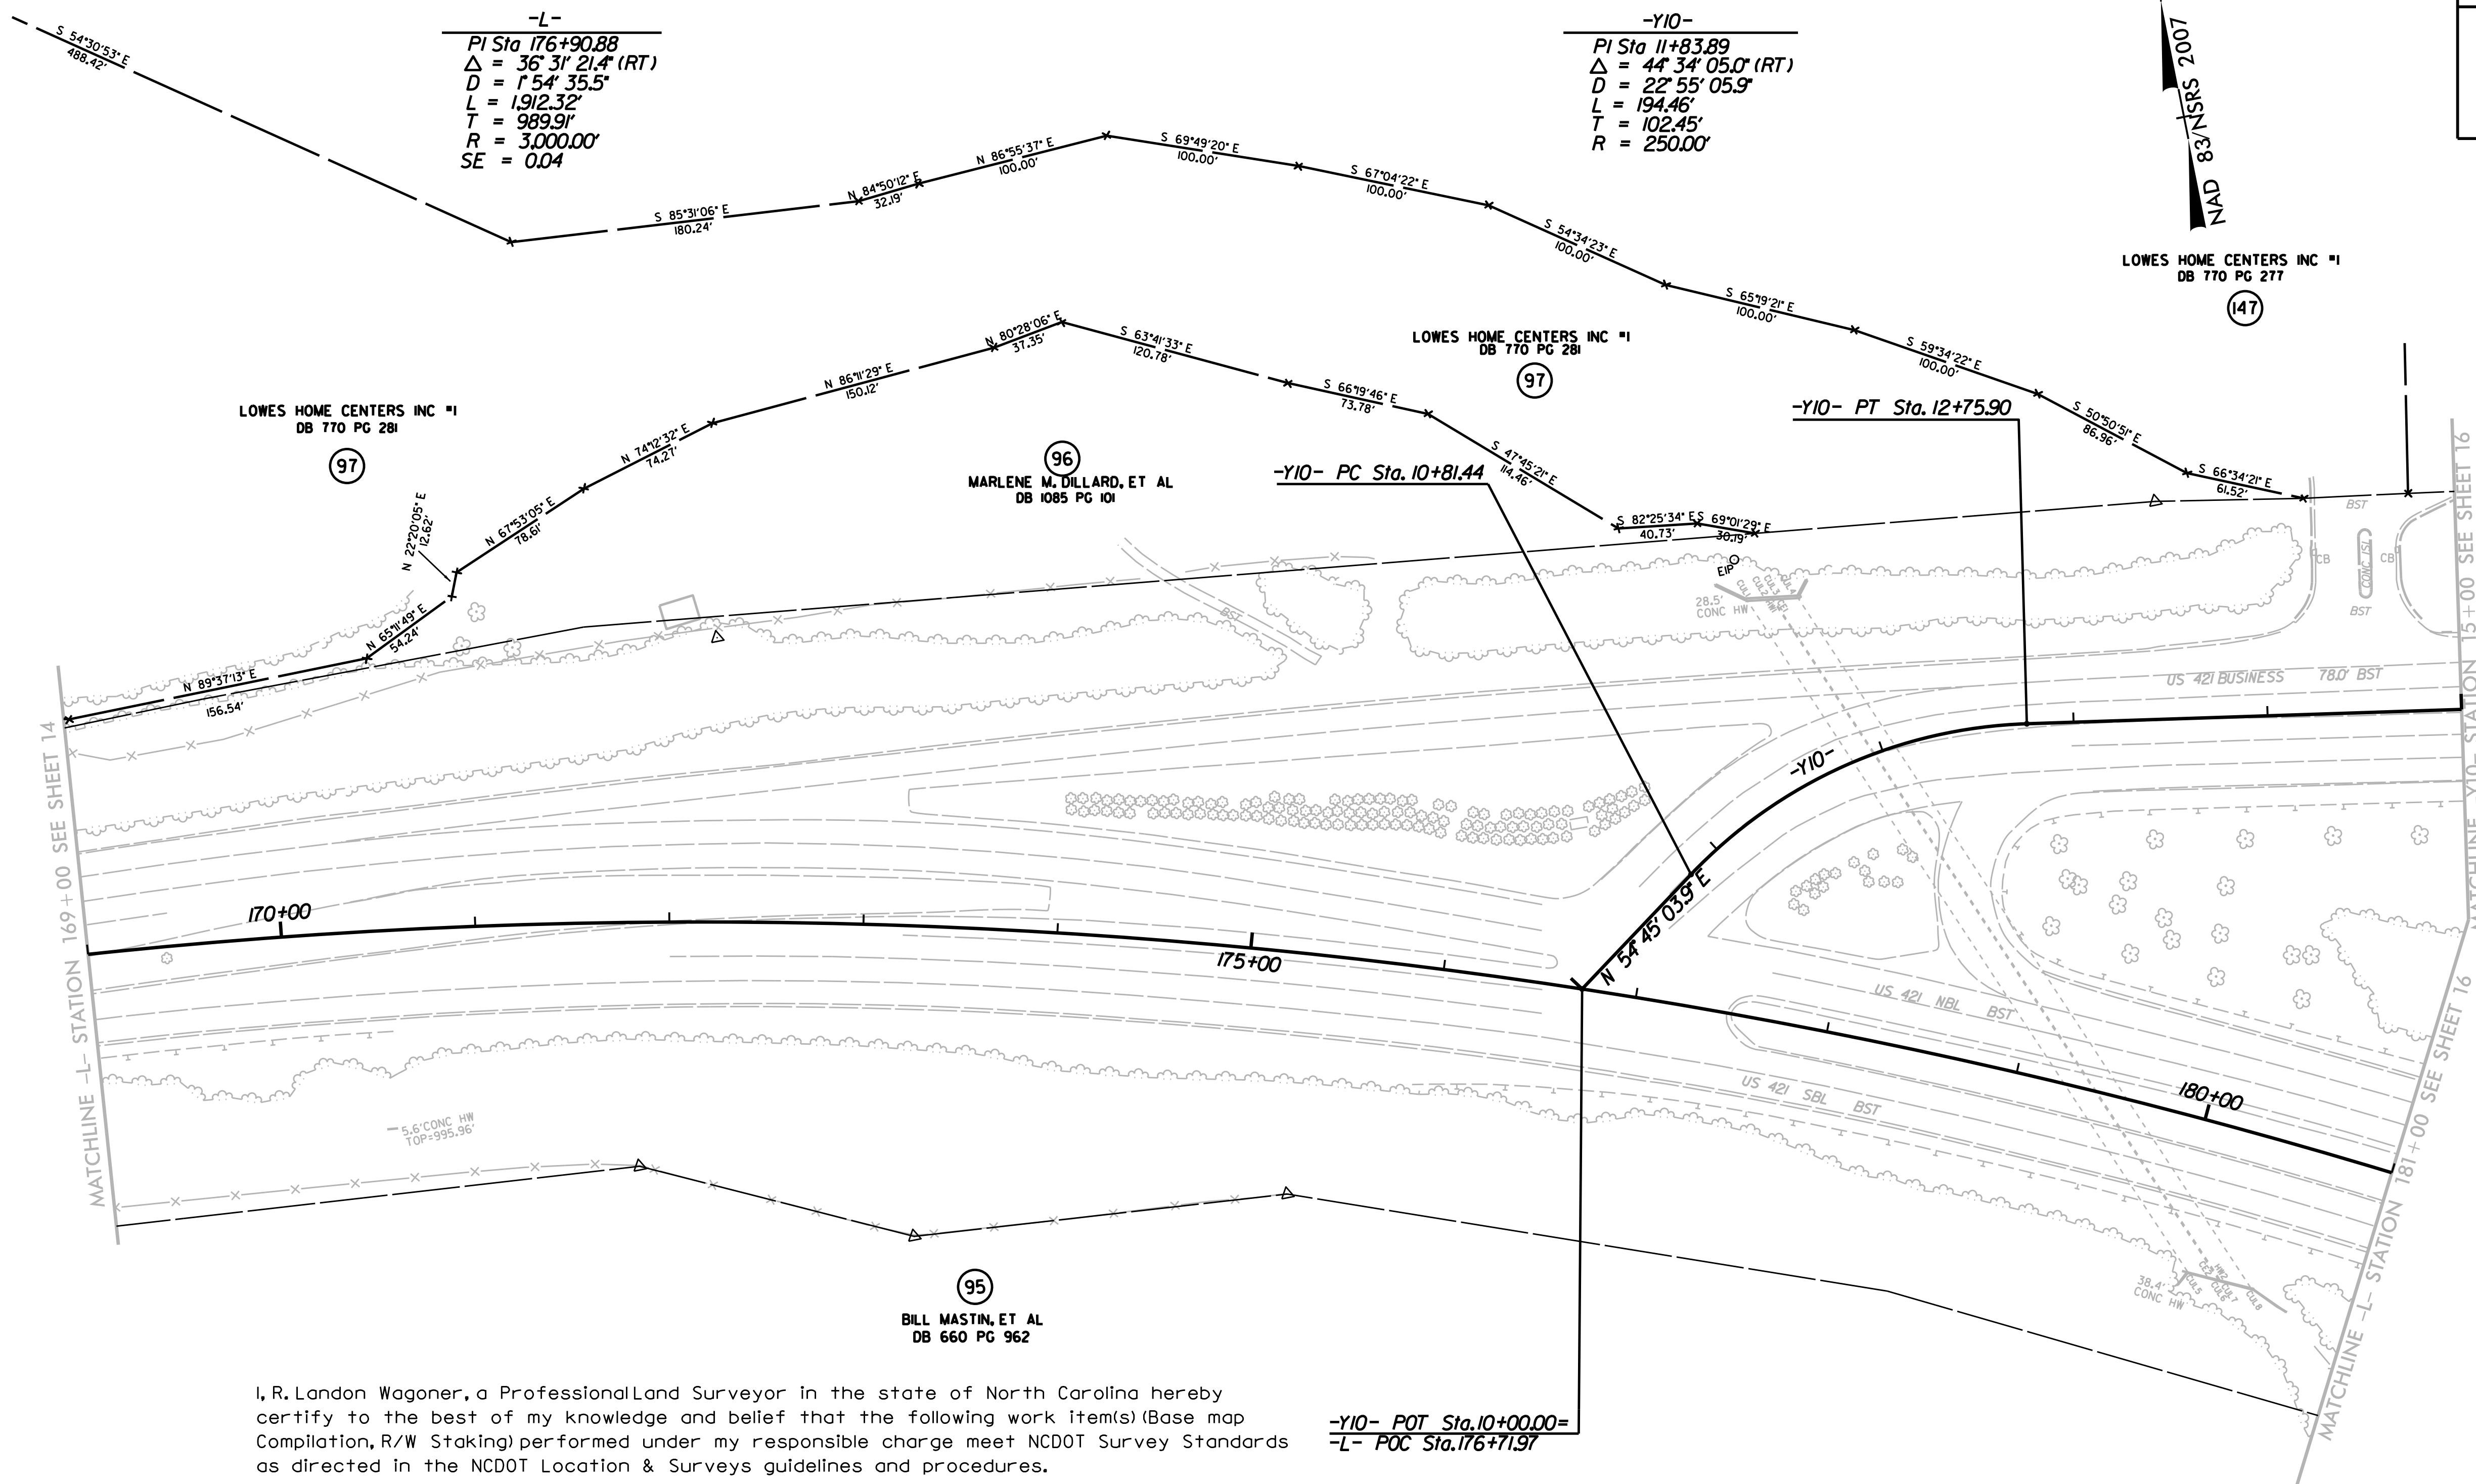 -L-
PI Sta 176+90.88
Δ = 36° 31' 21.4" (RT)
D = 1° 54' 35.5"
L = 1,912.32'
T = 989.91'
R = 3,000.00'
SE = 0.04
-Y10-
PI Sta 11+83.89
Δ = 44° 34' 05.0" (RT)
D = 22° 55' 05.9"
L = 194.46'
T = 102.45'
R = 250.00'
NAD 83/NSRS 2007
S 54°30'53" E
488.42'
S 85°31'06" E
180.24'
N 84°50'12" E
32.19'
N 86°55'37" E
100.00'
S 69°49'20" E
100.00'
S 67°04'22" E
100.00'
S 54°34'23" E
100.00'
S 65°19'21" E
100.00'
S 59°34'22" E
100.00'
S 50°50'51" E
86.96'
S 66°34'21" E
61.52'
LOWES HOME CENTERS INC #1
DB 770 PG 277
147
LOWES HOME CENTERS INC #1
DB 770 PG 281
97
LOWES HOME CENTERS INC #1
DB 770 PG 281
97
96
MARLENE M. DILLARD, ET AL
DB 1085 PG 101
N 89°37'13" E
156.54'
N 65°11'49" E
54.24'
N 22°20'05" E
12.62'
N 67°53'05" E
78.61'
N 74°12'32" E
74.27'
N 86°11'29" E
150.12'
N 80°28'06" E
37.35'
S 63°41'33" E
120.78'
S 66°19'46" E
73.78'
S 47°45'21" E
114.46'
S 82°25'34" E
40.73'
S 69°01'29" E
30.19'
-Y10- PC Sta. 10+81.44
-Y10- PT Sta. 12+75.90
EIP
28.5'
CONC HW
CUL1
CUL2
CUL3
CUL4
BST
BST
CB
CONC ISL
CB
BST
US 421 BUSINESS 78.0' BST
-Y10-
N 54° 45' 03.9" E
170+00
175+00
180+00
US 421 NBL BST
US 421 SBL BST
5.6'CONC HW
TOP=995.96'
38.4'
CONC HW
CUL5
CUL6
CUL7
CUL8
HW2
MATCHLINE -L- STATION 169+00 SEE SHEET 14
MATCHLINE -Y10- STATION 15+00 SEE SHEET 16
MATCHLINE -L- STATION 181+00 SEE SHEET 16
95
BILL MASTIN, ET AL
DB 660 PG 962
-Y10- POT Sta. 10+00.00=
-L- POC Sta. 176+71.97
I, R. Landon Wagoner, a Professional Land Surveyor in the state of North Carolina hereby
certify to the best of my knowledge and belief that the following work item(s) (Base map
Compilation, R/W Staking) performed under my responsible charge meet NCDOT Survey Standards
as directed in the NCDOT Location & Surveys guidelines and procedures.